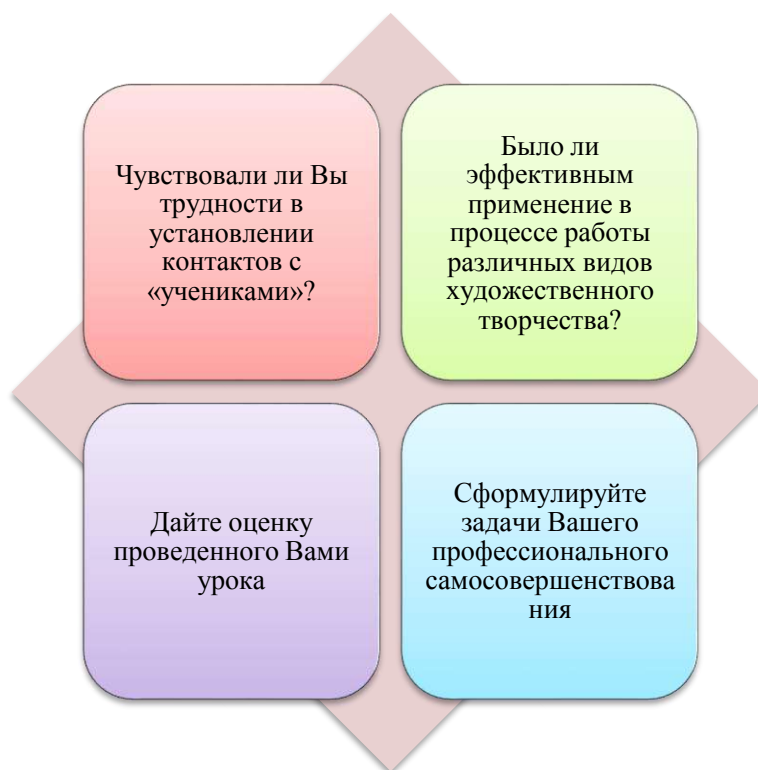 Чувствовали ли Вы
трудности в
установлении
контактов с
«учениками»?
Было ли
эффективным
применение в
процессе работы
различных видов
художественного
творчества?
Дайте оценку
проведенного Вами
урока
Сформулируйте
задачи Вашего
профессионального
самосовершенствова
ния